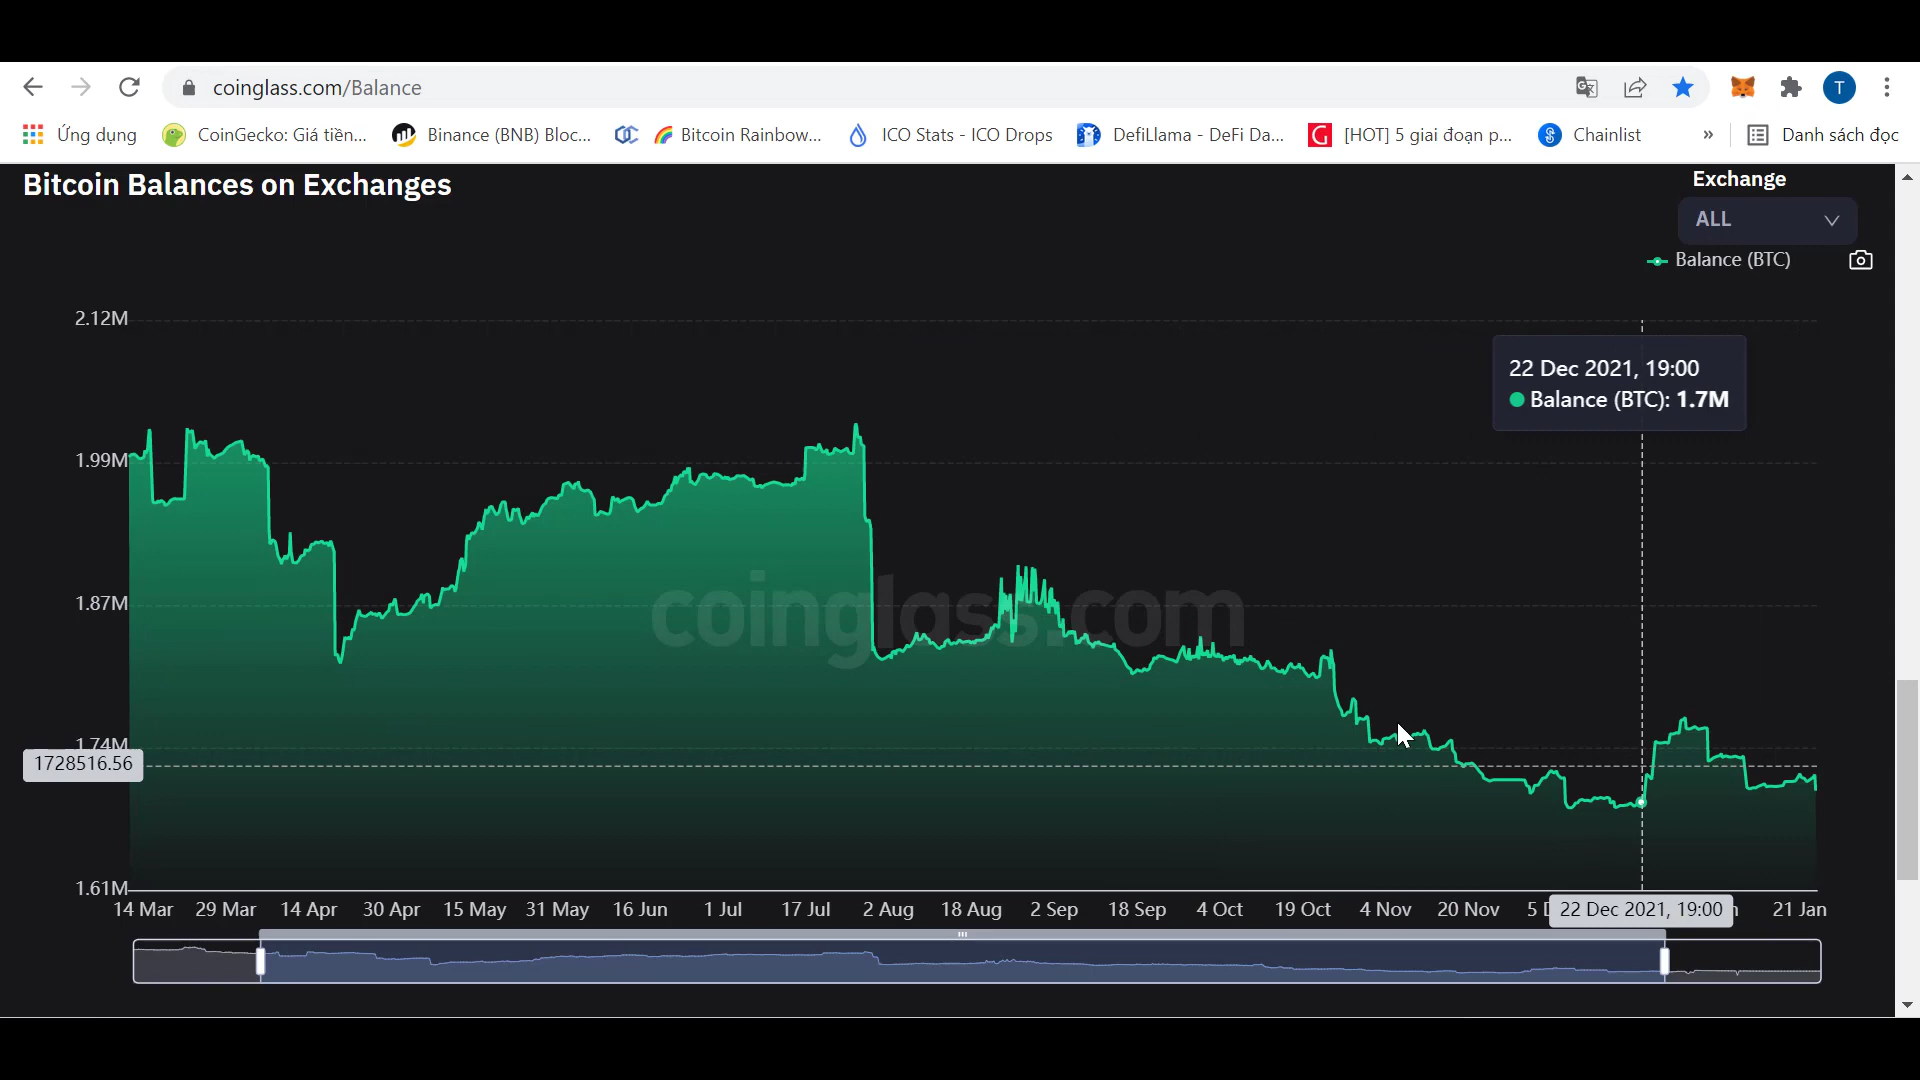 coinglass.com/Balance
T
Ứng dụng
CoinGecko: Giá tiền...
Binance (BNB) Bloc...
Bitcoin Rainbow...
ICO Stats - ICO Drops
DefiLlama - DeFi Da...
[HOT] 5 giai đoạn p...
Chainlist
»
Danh sách đọc
Bitcoin Balances on Exchanges
Exchange
ALL
Balance (BTC)
2.12M
22 Dec 2021, 19:00
Balance (BTC): 1.7M
1.99M
1.87M
coinglass.com
1.74M
1728516.56
1.61M
14 Mar 29 Mar 14 Apr 30 Apr 15 May 31 May 16 Jun 1 Jul 17 Jul 2 Aug 18 Aug 2 Sep 18 Sep 4 Oct 19 Oct 4 Nov 20 Nov 5 D 22 Dec 2021, 19:00 21 Jan